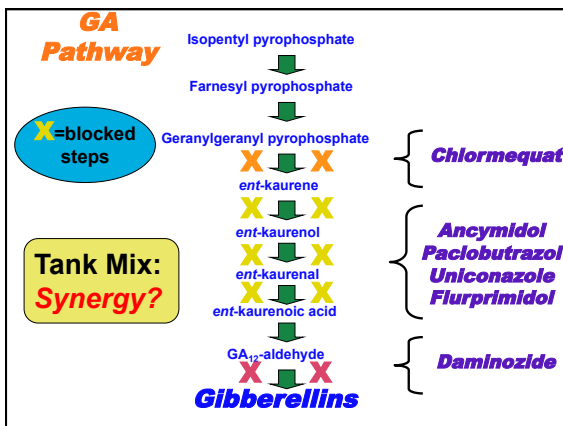 GA
Pathway
Isopentyl pyrophosphate
Farnesyl pyrophosphate
X=blocked
steps
Geranylgeranyl pyrophosphate
X X
Chlormequat
ent-kaurene
X X
ent-kaurenol
X X
ent-kaurenal
X X
ent-kaurenoic acid
Ancymidol
Paclobutrazol
Uniconazole
Flurprimidol
Tank Mix:
Synergy?
GA12-aldehyde
X X
Daminozide
Gibberellins